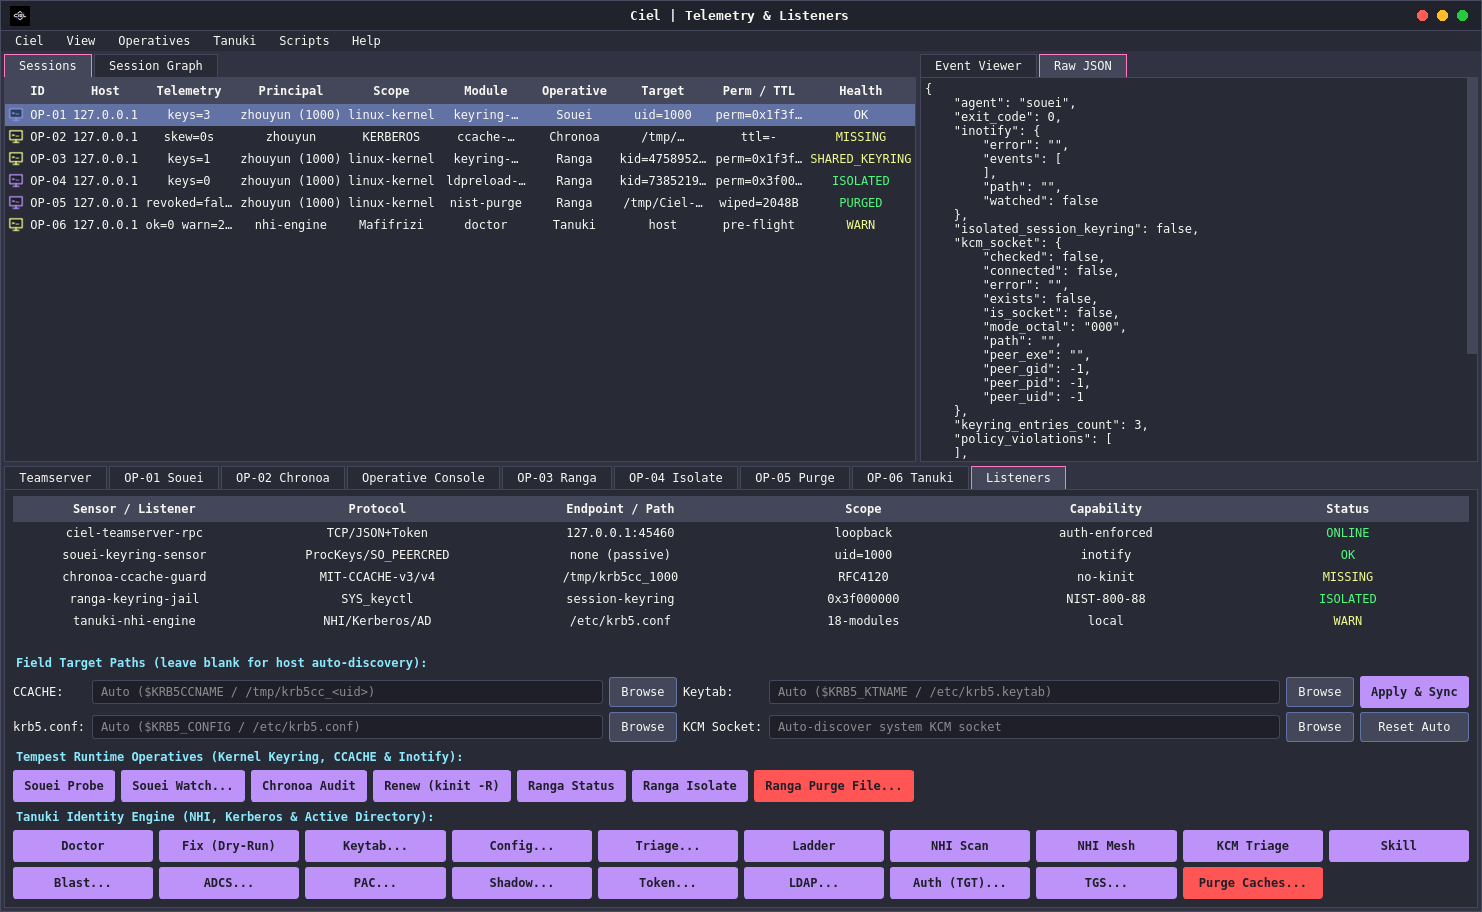 Ciel | Telemetry & Listeners
Ciel View Operatives Tanuki Scripts Help
Sessions Session Graph
ID Host Telemetry Principal Scope Module Operative Target Perm / TTL Health
OP-01 127.0.0.1 keys=3 zhouyun (1000) linux-kernel keyring-… Souei uid=1000 perm=0x1f3f… OK
OP-02 127.0.0.1 skew=0s zhouyun KERBEROS ccache-… Chronoa /tmp/… ttl=- MISSING
OP-03 127.0.0.1 keys=1 zhouyun (1000) linux-kernel keyring-… Ranga kid=4758952… perm=0x1f3f… SHARED_KEYRING
OP-04 127.0.0.1 keys=0 zhouyun (1000) linux-kernel ldpreload-… Ranga kid=7385219… perm=0x3f00… ISOLATED
OP-05 127.0.0.1 revoked=fal… zhouyun (1000) linux-kernel nist-purge Ranga /tmp/Ciel-… wiped=2048B PURGED
OP-06 127.0.0.1 ok=0 warn=2… nhi-engine Mafifrizi doctor Tanuki host pre-flight WARN
Event Viewer Raw JSON
{
"agent": "souei",
"exit_code": 0,
"inotify": {
"error": "",
"events": [
],
"path": "",
"watched": false
},
"isolated_session_keyring": false,
"kcm_socket": {
"checked": false,
"connected": false,
"error": "",
"exists": false,
"is_socket": false,
"mode_octal": "000",
"path": "",
"peer_exe": "",
"peer_gid": -1,
"peer_pid": -1,
"peer_uid": -1
},
"keyring_entries_count": 3,
"policy_violations": [
],
Teamserver OP-01 Souei OP-02 Chronoa Operative Console OP-03 Ranga OP-04 Isolate OP-05 Purge OP-06 Tanuki Listeners
Sensor / Listener Protocol Endpoint / Path Scope Capability Status
ciel-teamserver-rpc TCP/JSON+Token 127.0.0.1:45460 loopback auth-enforced ONLINE
souei-keyring-sensor ProcKeys/SO_PEERCRED none (passive) uid=1000 inotify OK
chronoa-ccache-guard MIT-CCACHE-v3/v4 /tmp/krb5cc_1000 RFC4120 no-kinit MISSING
ranga-keyring-jail SYS_keyctl session-keyring 0x3f000000 NIST-800-88 ISOLATED
tanuki-nhi-engine NHI/Kerberos/AD /etc/krb5.conf 18-modules local WARN
Field Target Paths (leave blank for host auto-discovery):
CCACHE: Auto ($KRB5CCNAME / /tmp/krb5cc_<uid>) Browse Keytab: Auto ($KRB5_KTNAME / /etc/krb5.keytab) Browse Apply & Sync
krb5.conf: Auto ($KRB5_CONFIG / /etc/krb5.conf) Browse KCM Socket: Auto-discover system KCM socket Browse Reset Auto
Tempest Runtime Operatives (Kernel Keyring, CCACHE & Inotify):
Souei Probe Souei Watch... Chronoa Audit Renew (kinit -R) Ranga Status Ranga Isolate Ranga Purge File...
Tanuki Identity Engine (NHI, Kerberos & Active Directory):
Doctor Fix (Dry-Run) Keytab... Config... Triage... Ladder NHI Scan NHI Mesh KCM Triage Skill
Blast... ADCS... PAC... Shadow... Token... LDAP... Auth (TGT)... TGS... Purge Caches...